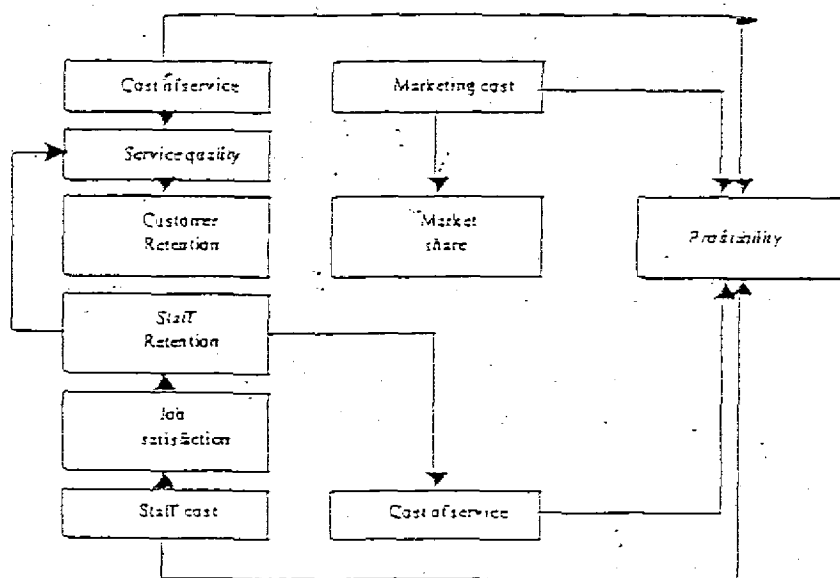 Cost of service
Marketing cost
Service quality
Customer
Retention
Market
share
Profitability
Staff
Retention
Job
satisfaction
Staff cost
Cost of service